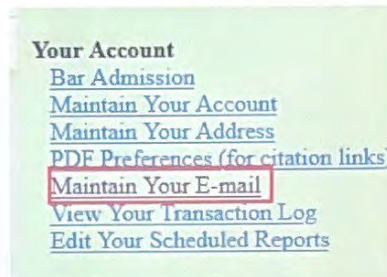 Your Account
Bar Admission
Maintain Your Account
Maintain Your Address
PDF Preferences (for citation links)
Maintain Your E-mail
View Your Transaction Log
Edit Your Scheduled Reports